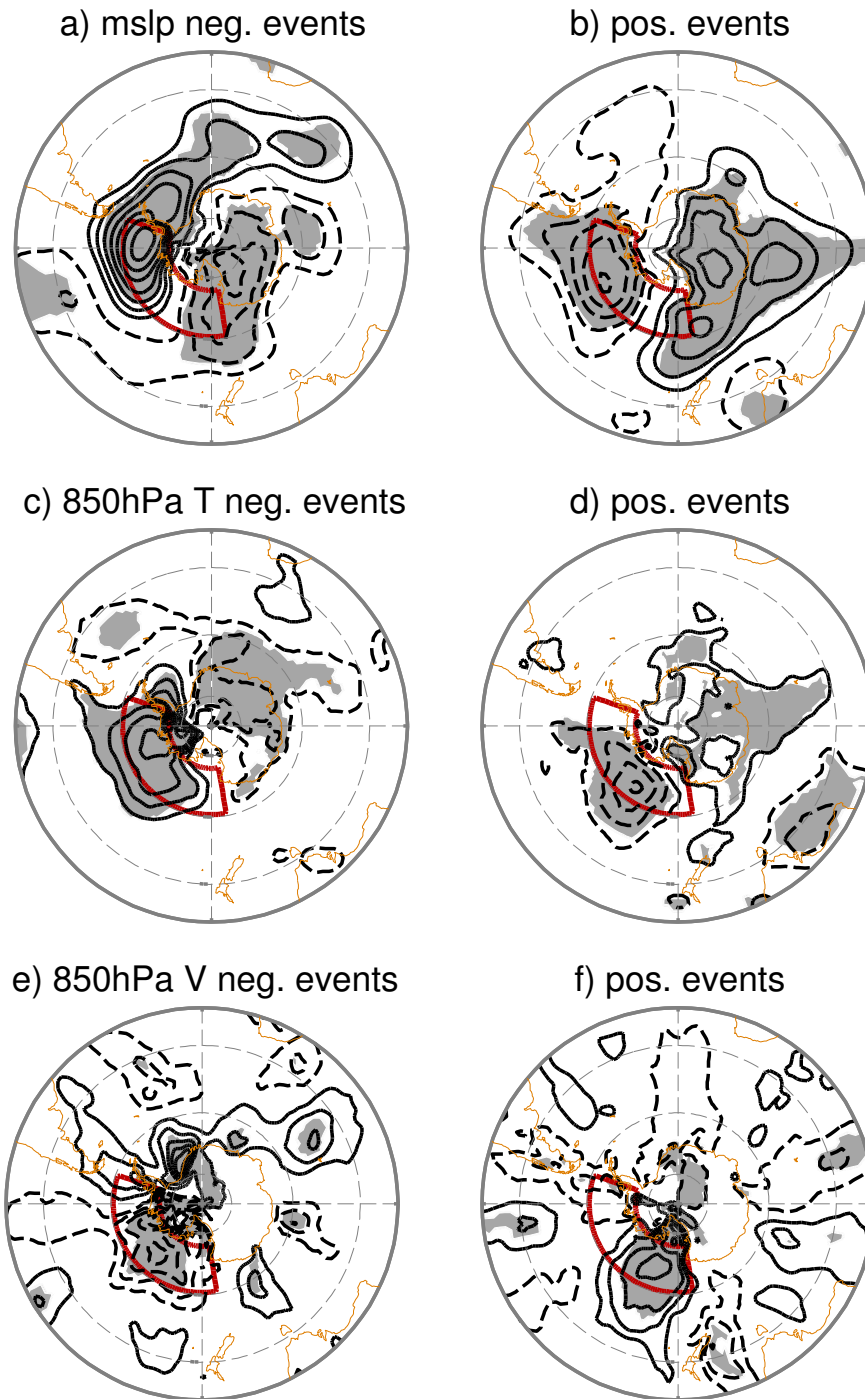 a) mslp neg. events
b) pos. events
c) 850hPa T neg. events
d) pos. events
e) 850hPa V neg. events
f) pos. events